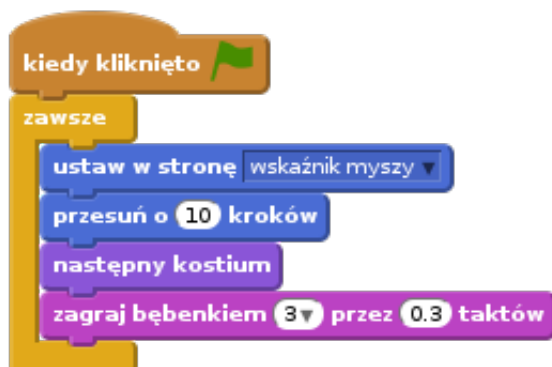 kiedy kliknięto
zawsze
ustaw w stronę wskaźnik myszy
przesuń o 10 kroków
następny kostium
zagraj bębenkiem 3 przez 0.3 taktów